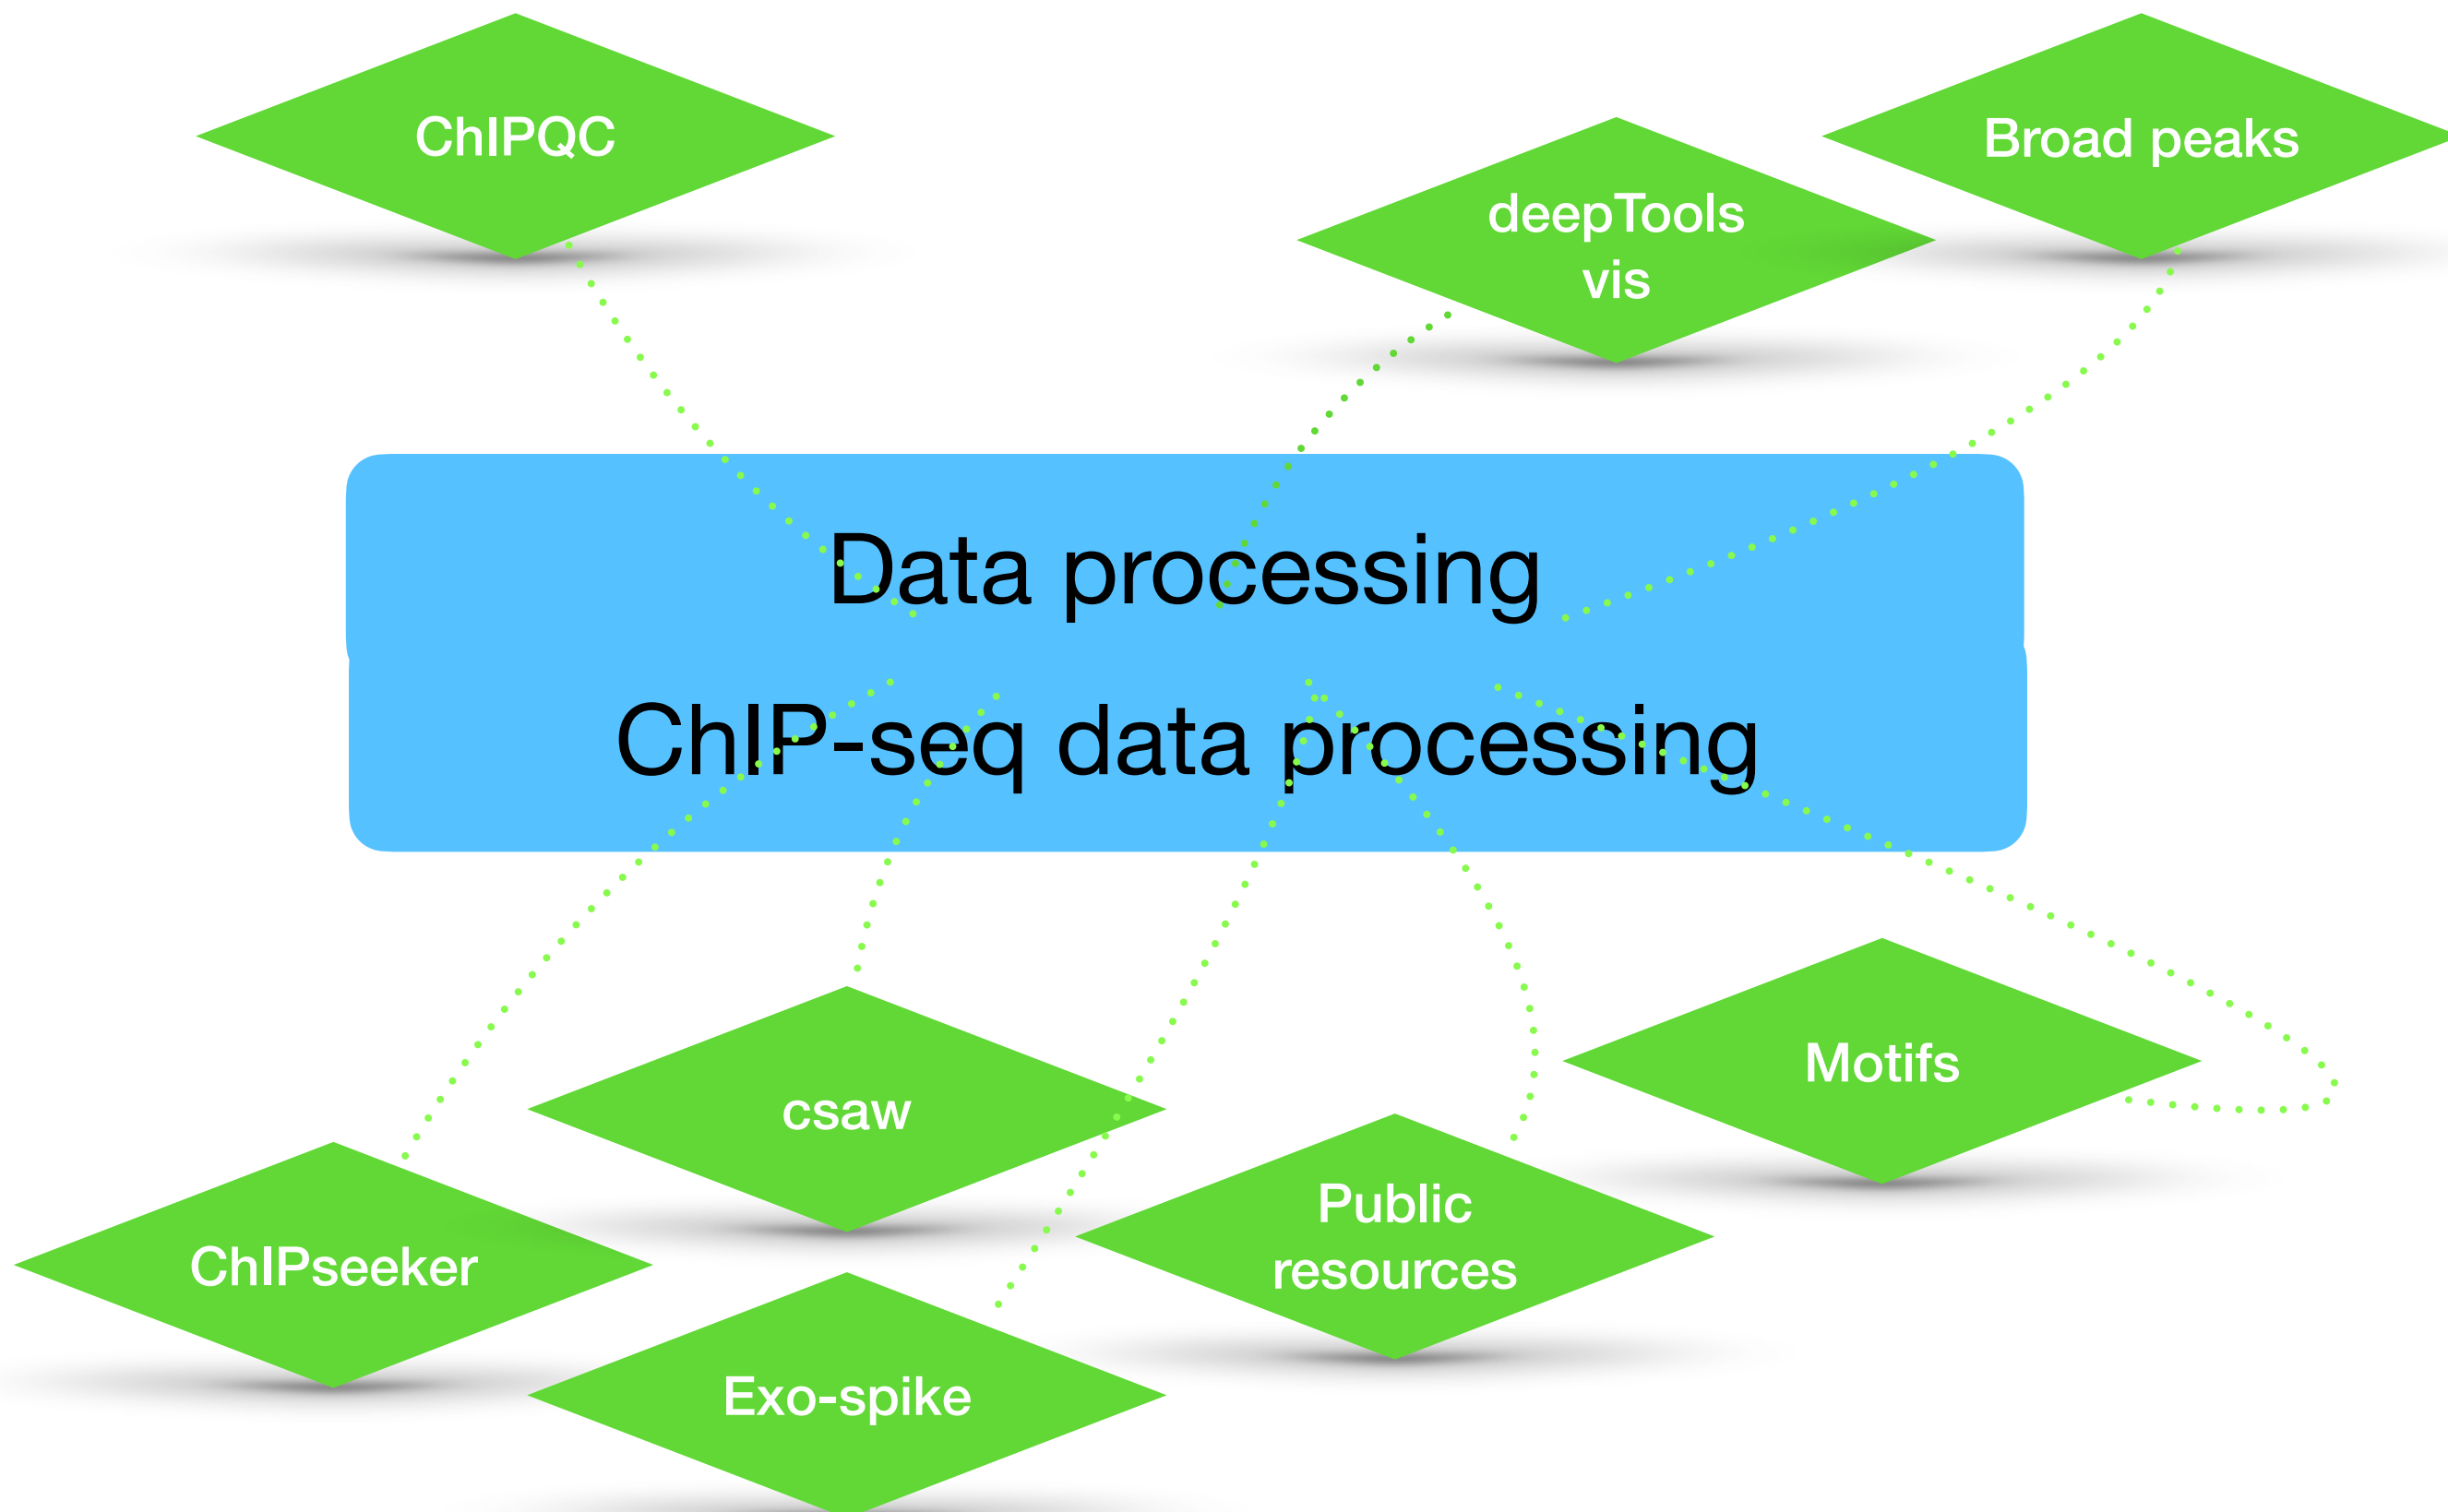 ChIPQC
deepTools
vis
Broad peaks
Data processing
ChIP-seq data processing
csaw
Motifs
ChIPseeker
Public
resources
Exo-spike